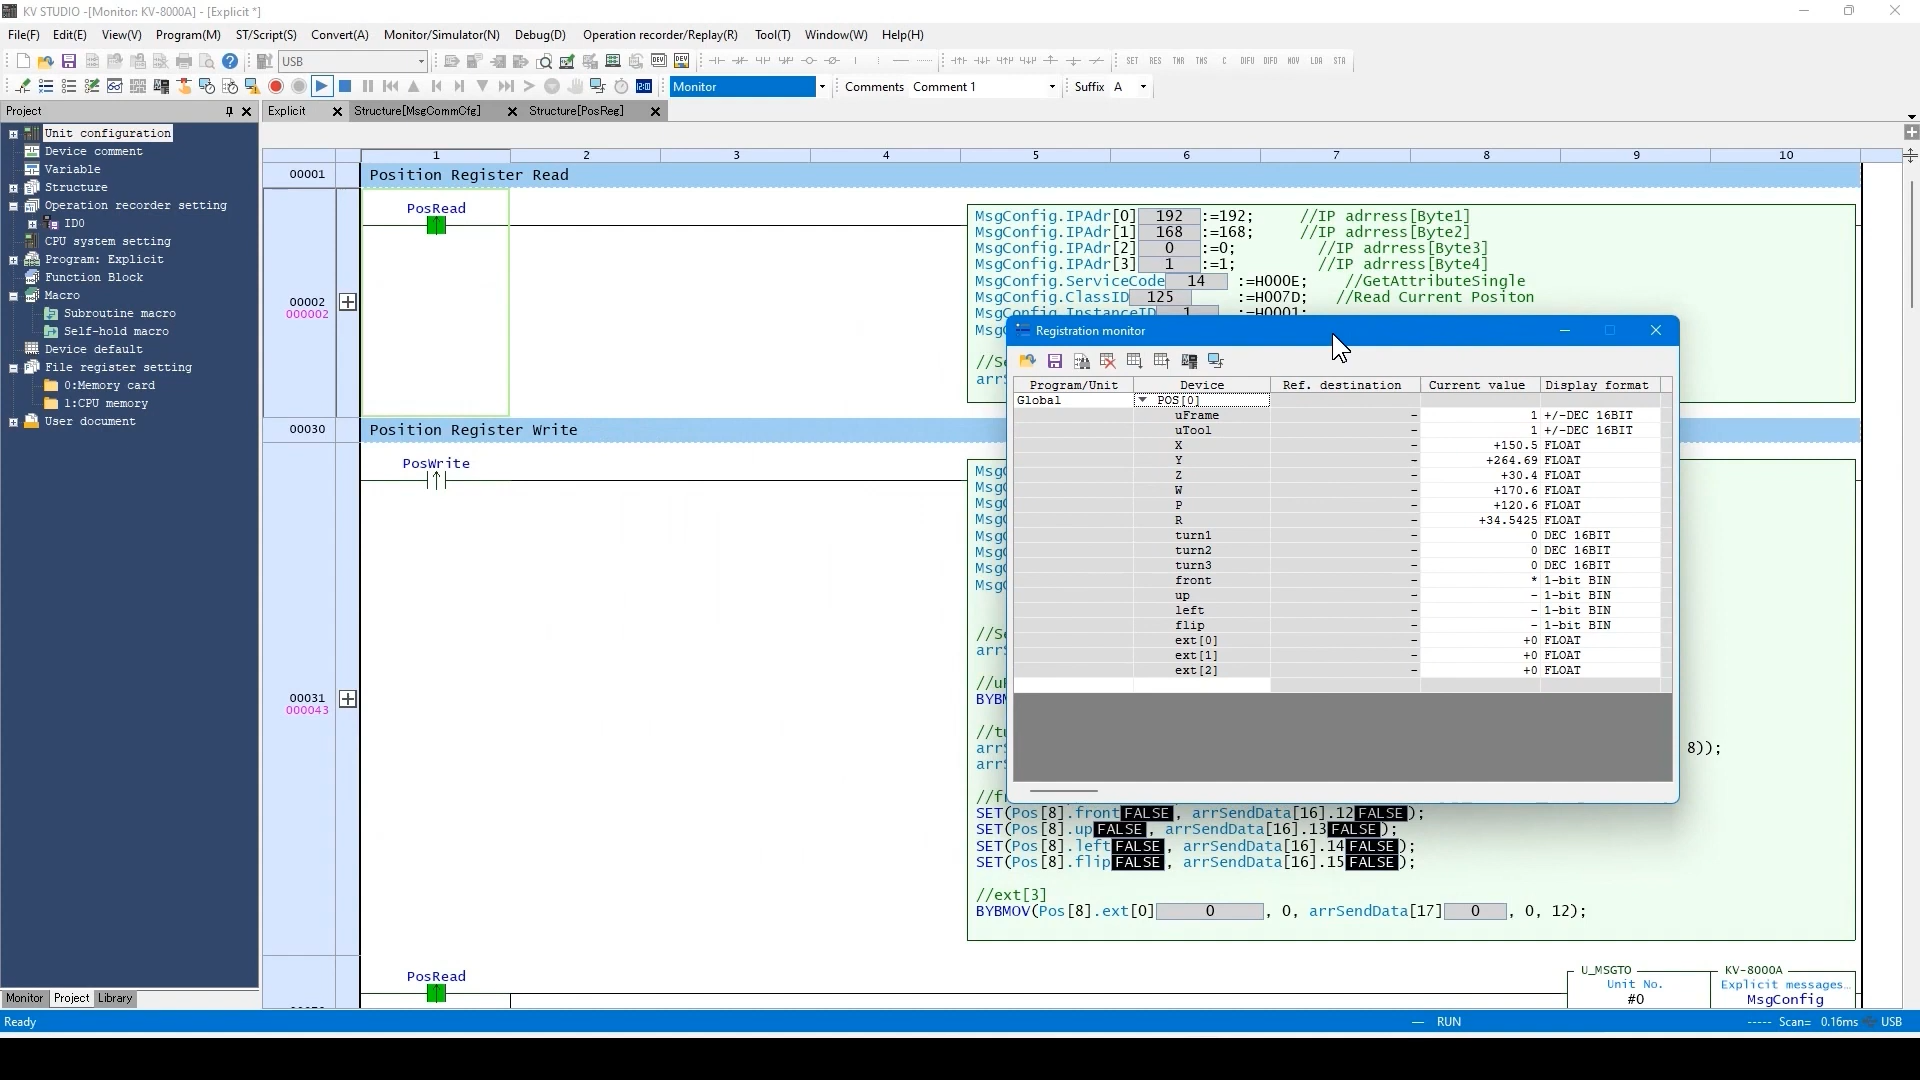 KV STUDIO -[Monitor: KV-8000A] - [Explicit *]
File(F) Edit(E) View(V) Program(M) ST/Script(S) Convert(A) Monitor/Simulator(N) Debug(D) Operation recorder/Replay(R) Tool(T) Window(W) Help(H)
USB
DEV DEV
SET RES TMR TMS C DIFU DIFD MOV LDA STA
Monitor Comments Comment 1 Suffix A
Project Explicit Structure[MsgCommCfg] Structure[PosReg]
Unit configuration
Device comment
Variable
Structure
Operation recorder setting
ID0
CPU system setting
Program: Explicit
Function Block
Macro
Subroutine macro
Self-hold macro
Device default
File register setting
0:Memory card
1:CPU memory
User document
Monitor Project Library
1 2 3 4 5 6 7 8 9 10
00001 Position Register Read
PosRead
00002
000002
MsgConfig.IPAdr[0] 192 :=192; //IP adrress[Byte1]
MsgConfig.IPAdr[1] 168 :=168; //IP adrress[Byte2]
MsgConfig.IPAdr[2] 0 :=0; //IP adrress[Byte3]
MsgConfig.IPAdr[3] 1 :=1; //IP adrress[Byte4]
MsgConfig.ServiceCode 14 :=H000E; //GetAttributeSingle
MsgConfig.ClassID 125 :=H007D; //Read Current Positon
MsgConfig.InstanceID 1 :=H0001;
Registration monitor
Program/Unit Device Ref. destination Current value Display format
Global POS[0]
uFrame - 1 +/-DEC 16BIT
uTool - 1 +/-DEC 16BIT
X - +150.5 FLOAT
Y - +264.69 FLOAT
Z - +30.4 FLOAT
W - +170.6 FLOAT
P - +120.6 FLOAT
R - +34.5425 FLOAT
turn1 - 0 DEC 16BIT
turn2 - 0 DEC 16BIT
turn3 - 0 DEC 16BIT
front - * 1-bit BIN
up - - 1-bit BIN
left - - 1-bit BIN
flip - - 1-bit BIN
ext[0] - +0 FLOAT
ext[1] - +0 FLOAT
ext[2] - +0 FLOAT
00030 Position Register Write
PosWrite
00031
000043
8));
SET(Pos[8].front FALSE , arrSendData[16].12 FALSE );
SET(Pos[8].up FALSE , arrSendData[16].13 FALSE );
SET(Pos[8].left FALSE , arrSendData[16].14 FALSE );
SET(Pos[8].flip FALSE , arrSendData[16].15 FALSE );
//ext[3]
BYBMOV(Pos[8].ext[0] 0 , 0, arrSendData[17] 0 , 0, 12);
PosRead
U_MSGTO KV-8000A
Unit No. Explicit messages...
#0 MsgConfig
Ready RUN ----- Scan= 0.16ms USB